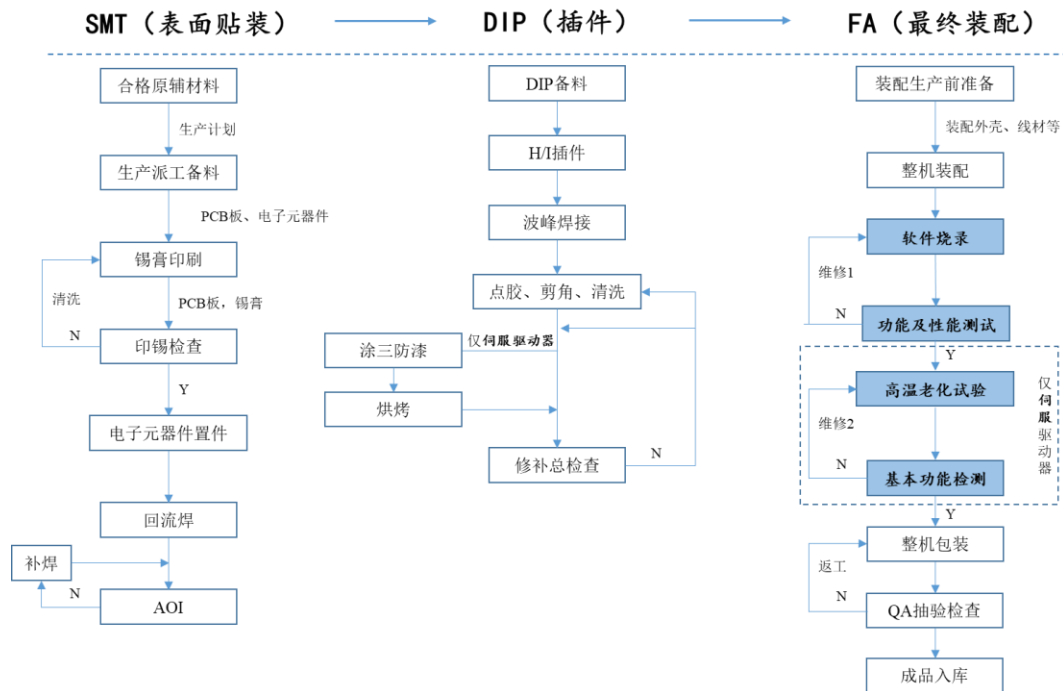 SMT（表面贴装）
DIP（插件）
FA（最终装配）
合格原辅材料
生产计划
生产派工备料
PCB板、电子元器件
锡膏印刷
清洗
PCB板，锡膏
N
印锡检查
Y
电子元器件置件
回流焊
补焊
N
AOI
DIP备料
H/I插件
波峰焊接
点胶、剪角、清洗
涂三防漆
仅伺服驱动器
烘烤
修补总检查
N
装配生产前准备
装配外壳、线材等
整机装配
软件烧录
维修1
N
功能及性能测试
Y
高温老化试验
仅
伺
服
驱
动
器
维修2
N
基本功能检测
Y
整机包装
返工
N
QA抽验检查
成品入库